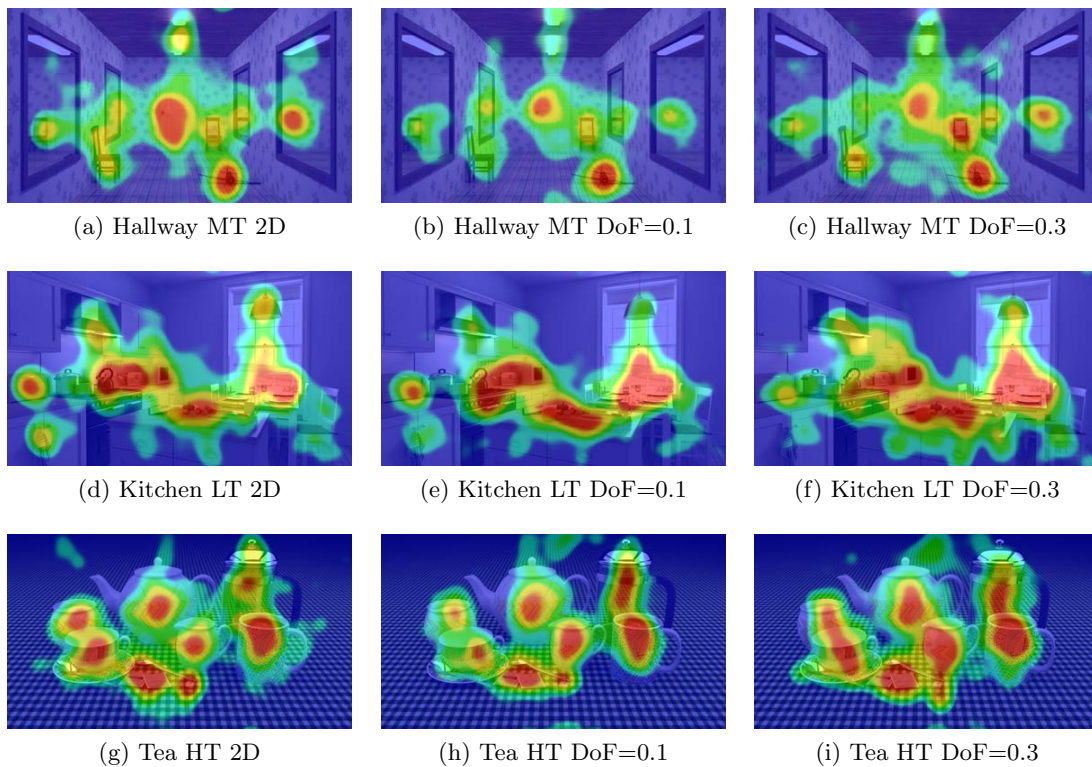 (a) Hallway MT 2D
(b) Hallway MT DoF=0.1
(c) Hallway MT DoF=0.3
(d) Kitchen LT 2D
(e) Kitchen LT DoF=0.1
(f) Kitchen LT DoF=0.3
(g) Tea HT 2D
(h) Tea HT DoF=0.1
(i) Tea HT DoF=0.3